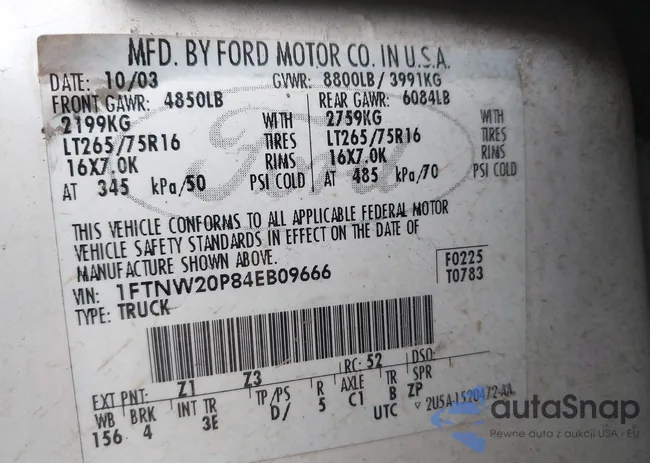 MFD. BY FORD MOTOR CO. IN U.S.A.
DATE: 10/03 GVWR: 8800LB/ 3991KG
FRONT GAWR: 4850LB REAR GAWR: 6084LB
2199KG WITH 2759KG WITH
LT265/75R16 TIRES LT265/75R16 TIRES
16X7.0K RIMS 16X7.0K RIMS
AT 345 kPa/50 PSI COLD AT 485 kPa/70 PSI COLD
Ford
THIS VEHICLE CONFORMS TO ALL APPLICABLE FEDERAL MOTOR
VEHICLE SAFETY STANDARDS IN EFFECT ON THE DATE OF
MANUFACTURE SHOWN ABOVE.
F0225
VIN: 1FTNW20P84EB09666 T0783
TYPE: TRUCK
RC: 52 DSO:
EXT PNT: Z1 Z3
WB BRK INT TR TP/PS R AXLE TR SPR
156 4 3E D/ 5 C1 B ZP
UTC 2U5A-1520472-AA
autaSnap
Pewne auta z aukcji USA - EU